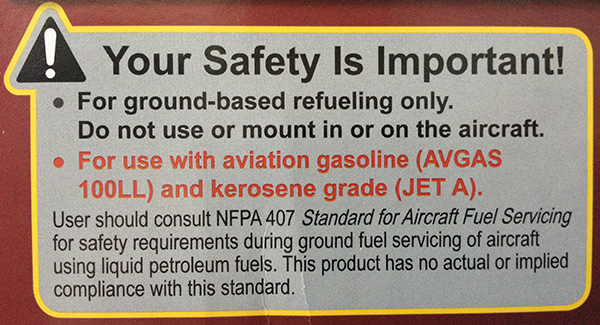 Your Safety Is Important!
• For ground-based refueling only.
Do not use or mount in or on the aircraft.
• For use with aviation gasoline (AVGAS
100LL) and kerosene grade (JET A).
User should consult NFPA 407 Standard for Aircraft Fuel Servicing
for safety requirements during ground fuel servicing of aircraft
using liquid petroleum fuels. This product has no actual or implied
compliance with this standard.